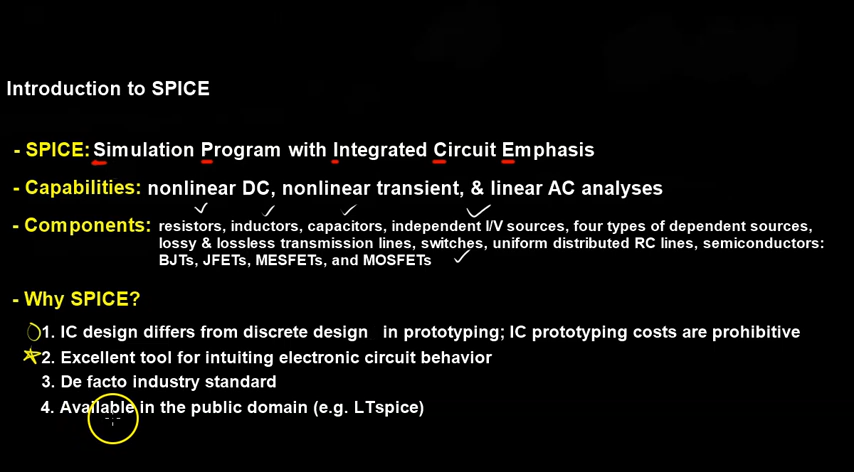 Introduction to SPICE
- SPICE: Simulation Program with Integrated Circuit Emphasis
- Capabilities: nonlinear DC, nonlinear transient, & linear AC analyses
- Components: resistors, inductors, capacitors, independent I/V sources, four types of dependent sources,
lossy & lossless transmission lines, switches, uniform distributed RC lines, semiconductors:
BJTs, JFETs, MESFETs, and MOSFETs
- Why SPICE?
1. IC design differs from discrete design in prototyping; IC prototyping costs are prohibitive
2. Excellent tool for intuiting electronic circuit behavior
3. De facto industry standard
4. Available in the public domain (e.g. LTspice)